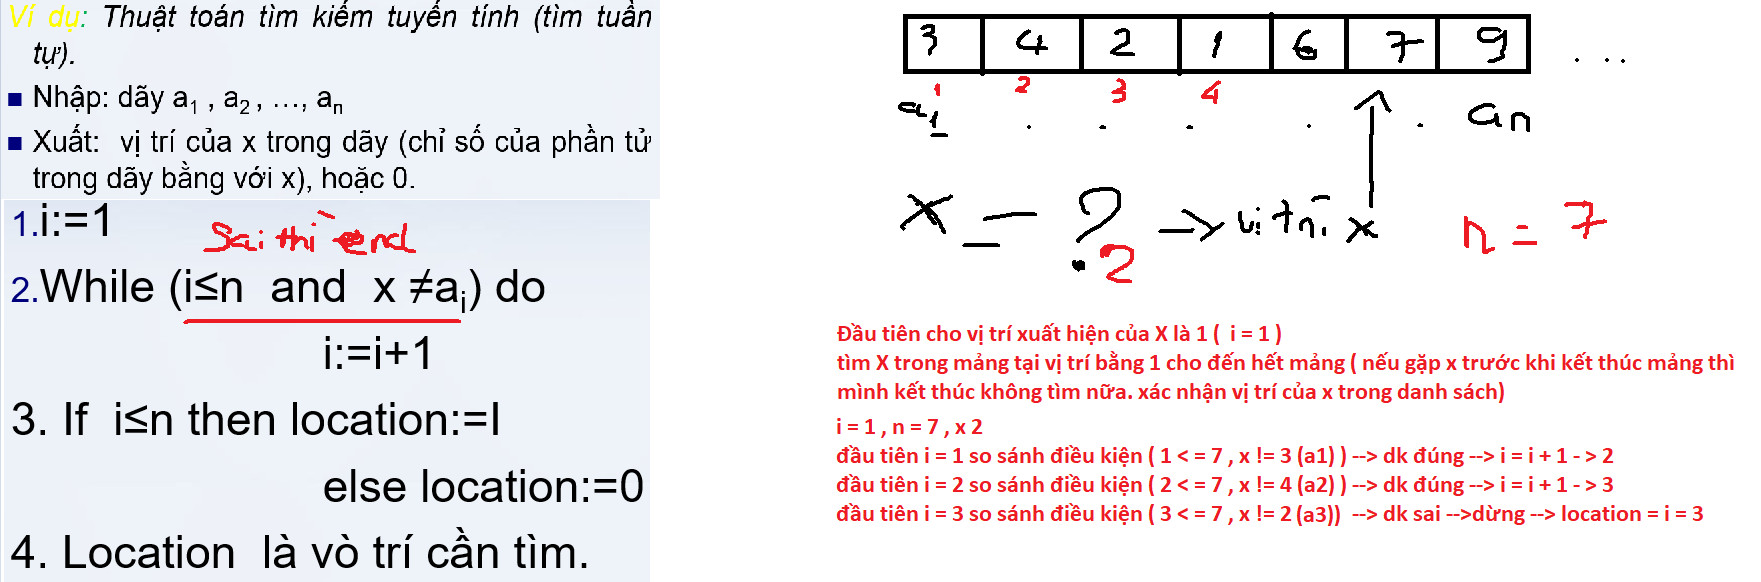 Ví dụ: Thuật toán tìm kiếm tuyến tính (tìm tuần
tự).
Nhập: dãy a1 , a2 , …, an
Xuất: vị trí của x trong dãy (chỉ số của phần tử
trong dãy bằng với x), hoặc 0.
1.i:=1
Sai thì end
2.While (i≤n and x ≠ai) do
i:=i+1
3. If i≤n then location:=I
else location:=0
4. Location là vò trí cần tìm.
3 4 2 1 6 7 9 ...
1 2 3 4
a1 . . . . . an
x = ? 2 → vị trí x
n = 7
Đầu tiên cho vị trí xuất hiện của X là 1 ( i = 1 )
tìm X trong mảng tại vị trí bằng 1 cho đến hết mảng ( nếu gặp x trước khi kết thúc mảng thì
mình kết thúc không tìm nữa. xác nhận vị trí của x trong danh sách)
i = 1 , n = 7 , x 2
đầu tiên i = 1 so sánh điều kiện ( 1 < = 7 , x != 3 (a1) ) --> dk đúng --> i = i + 1 - > 2
đầu tiên i = 2 so sánh điều kiện ( 2 < = 7 , x != 4 (a2) ) --> dk đúng --> i = i + 1 - > 3
đầu tiên i = 3 so sánh điều kiện ( 3 < = 7 , x != 2 (a3)) --> dk sai -->dừng --> location = i = 3